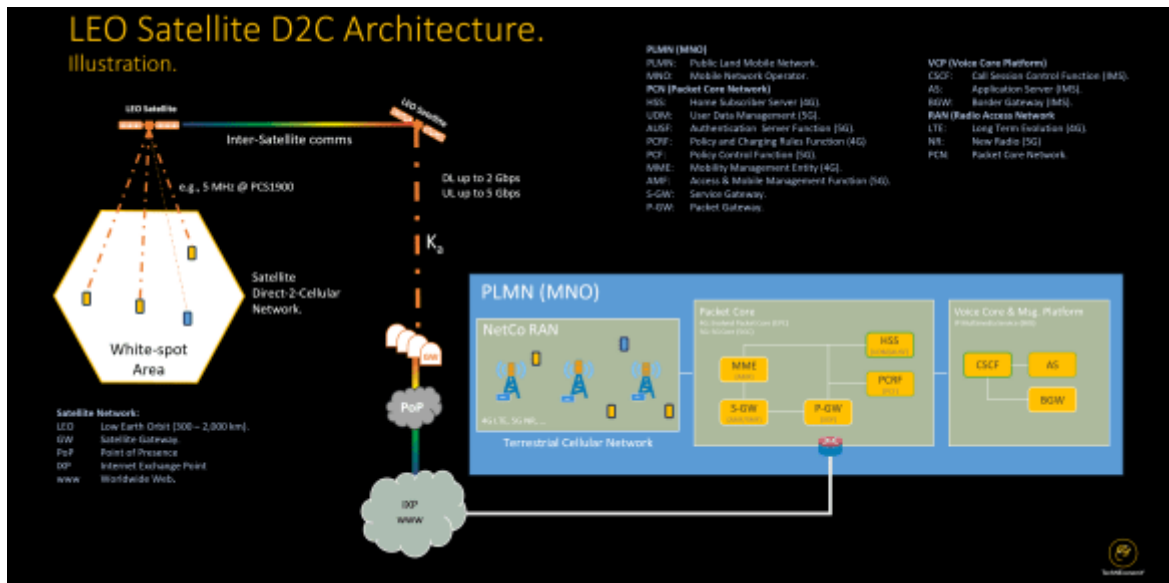 LEO Satellite D2C Architecture.
Illustration.
LEO Satellite
LEO Satellite
Inter-Satellite comms
e.g., 5 MHz @ PCS1900
DL up to 2 Gbps
UL up to 5 Gbps
Ka
Satellite
Direct-2-Cellular
Network.
White-spot
Area
GW
PoP
IXP
WWW
Satellite Network:
LEO Low Earth Orbit (300 – 2,000 km).
GW Satellite Gateway.
PoP Point of Presence
IXP Internet Exchange Point
www Worldwide Web.
PLMN (MNO)
PLMN: Public Land Mobile Network.
MNO: Mobile Network Operator.
PCN (Packet Core Network)
HSS: Home Subscriber Server (4G).
UDM: User Data Management (5G).
AUSF: Authentication Server Function (5G).
PCRF: Policy and Charging Rules Function (4G)
PCF: Policy Control Function (5G).
MME: Mobility Management Entity (4G).
AMF: Access & Mobile Management Function (5G).
S-GW: Service Gateway.
P-GW: Packet Gateway.
VCP (Voice Core Platform)
CSCF: Call Session Control Function (IMS).
AS: Application Server (IMS).
BGW: Border Gateway (IMS).
RAN (Radio Access Network
LTE: Long Term Evolution (4G).
NR: New Radio (5G)
PCN: Packet Core Network.
PLMN (MNO)
NetCo RAN
4G LTE, 5G NR, ...
Terrestrial Cellular Network
Packet Core
MME
S-GW
P-GW
HSS
PCRF
Voice Core & Msg. Platform
CSCF
AS
BGW